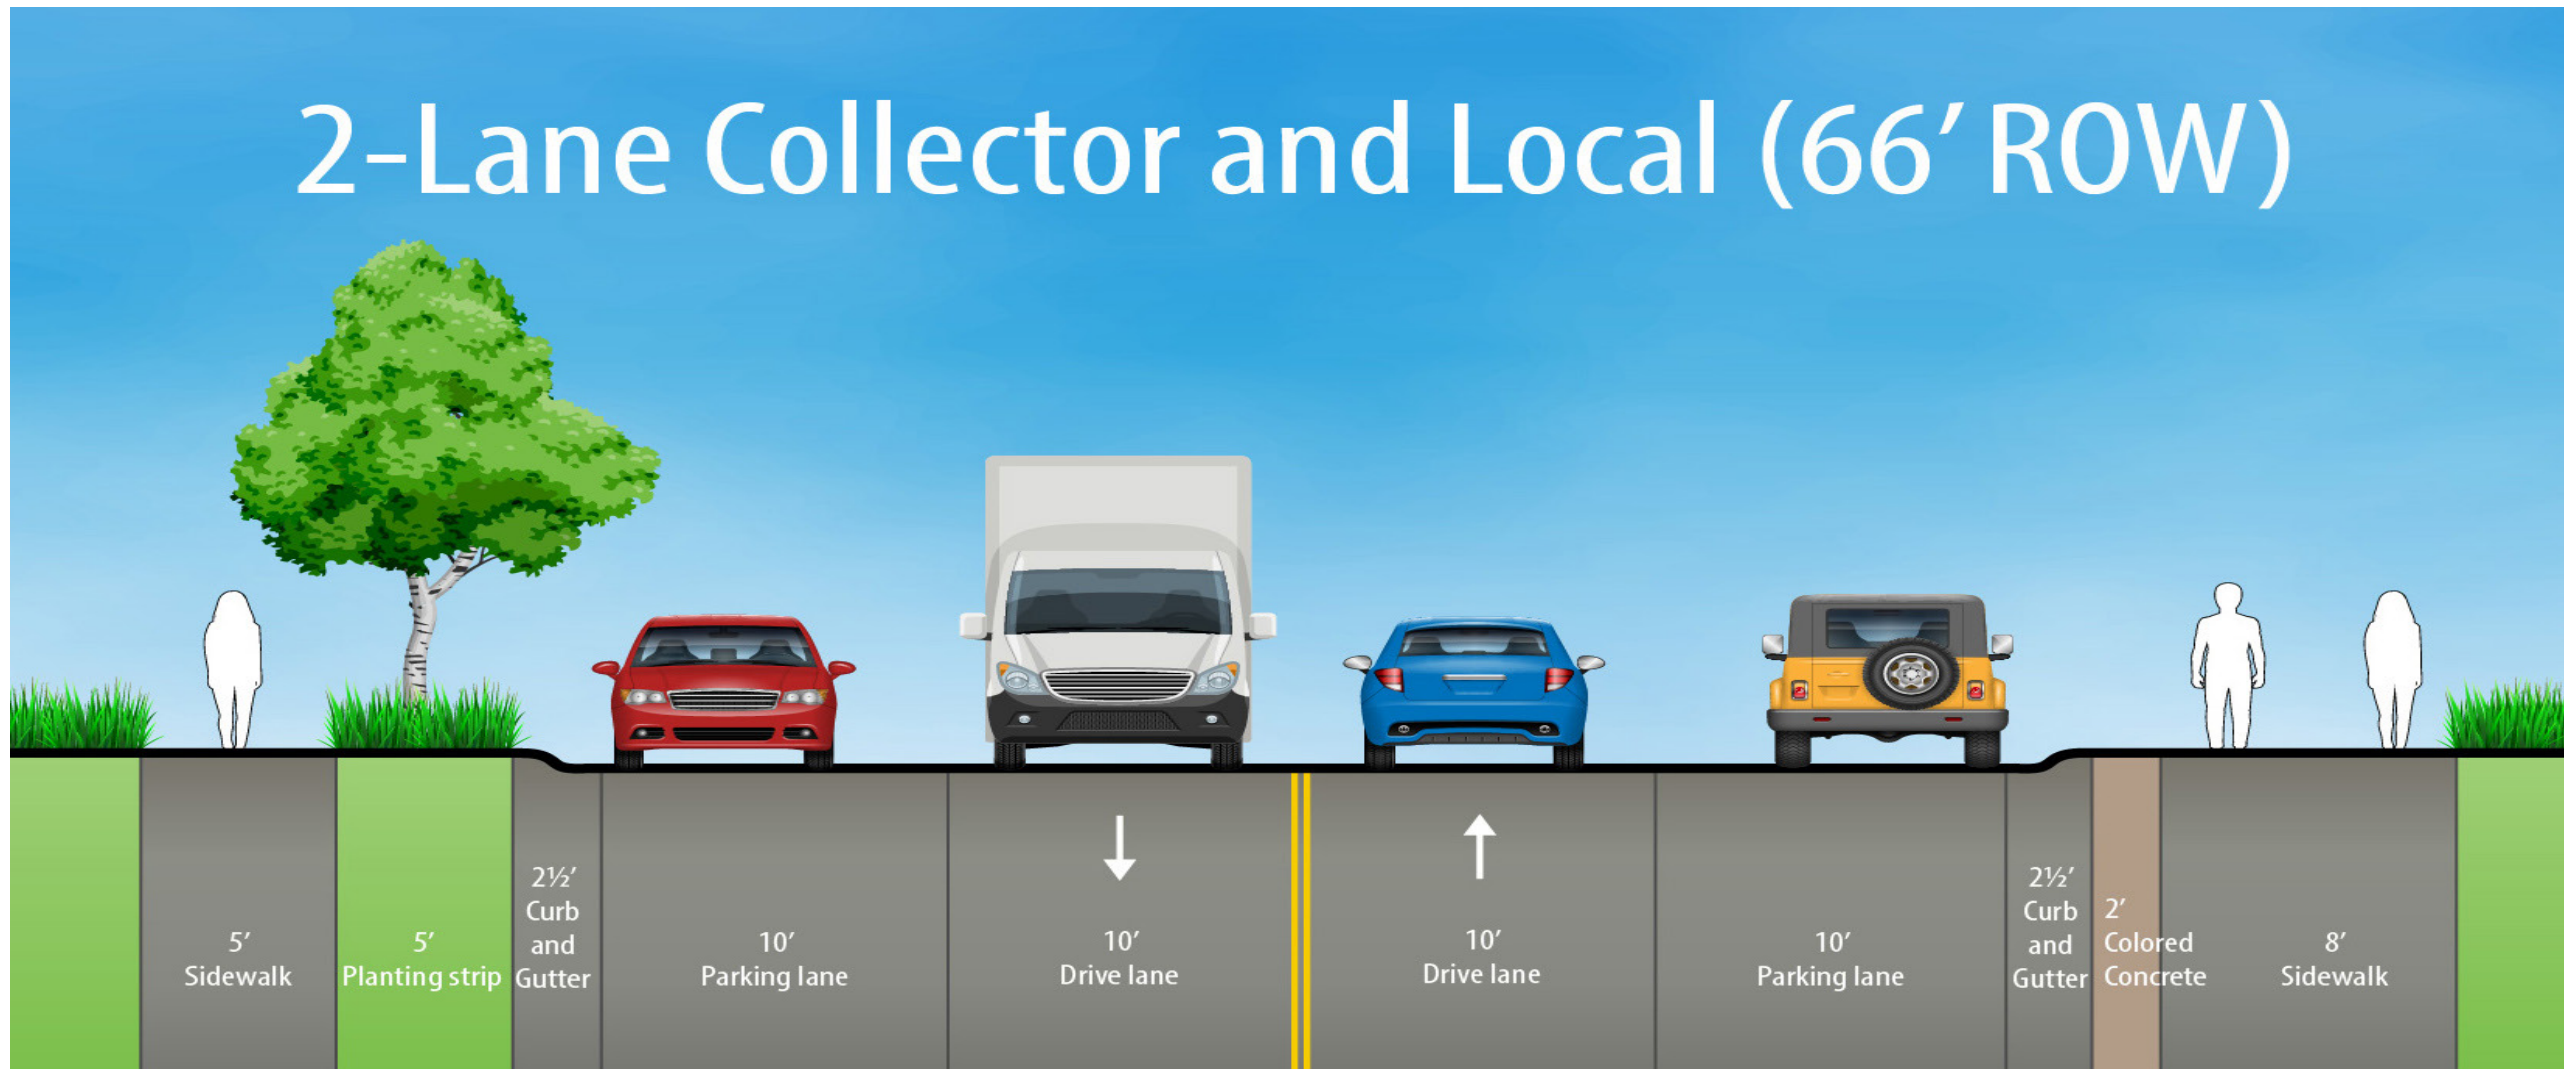 2-Lane Collector and Local (66′ ROW)
5′
Sidewalk
5′
Planting strip
2½′
Curb
and
Gutter
10′
Parking lane
10′
Drive lane
10′
Drive lane
10′
Parking lane
2½′
Curb
and
Gutter
2′
Colored
Concrete
8′
Sidewalk